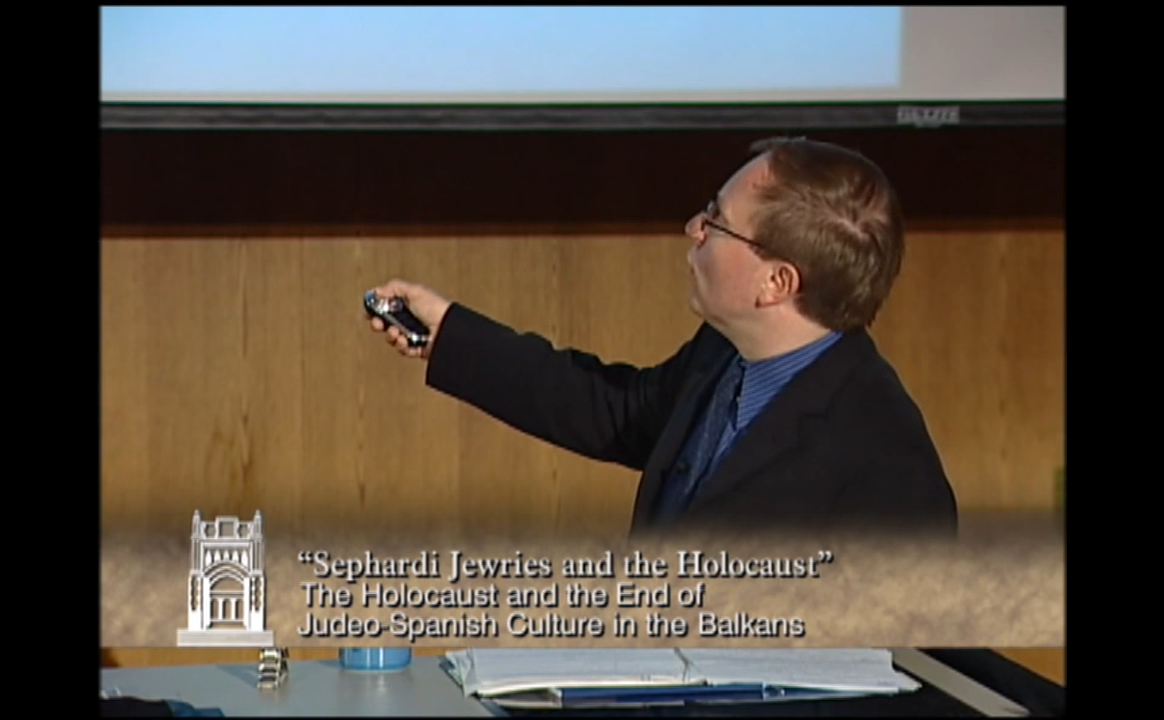 “Sephardi Jewries and the Holocaust”
The Holocaust and the End of
Judeo-Spanish Culture in the Balkans